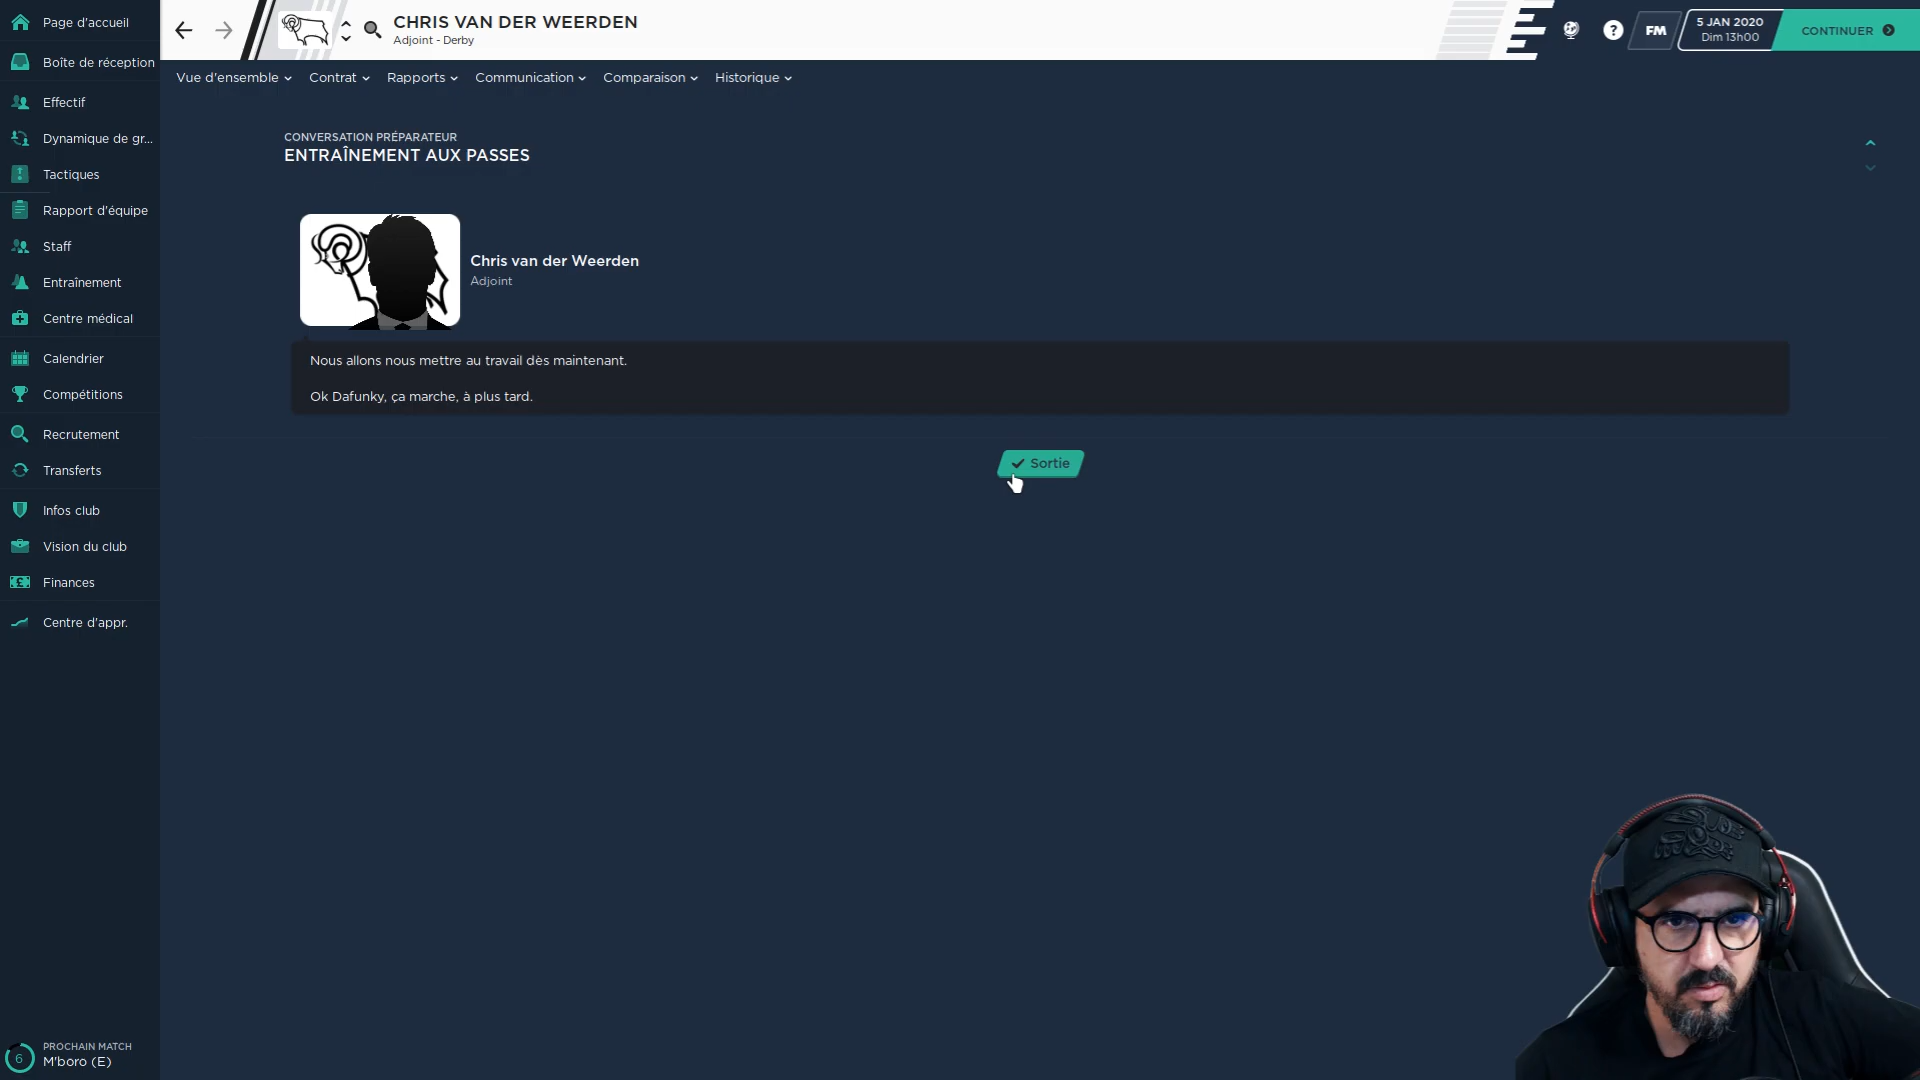 Page d'accueil
Boîte de réception
Effectif
Dynamique de gr...
Tactiques
Rapport d'équipe
Staff
Entraînement
Centre médical
Calendrier
Compétitions
Recrutement
Transferts
Infos club
Vision du club
Finances
Centre d'appr.
6
PROCHAIN MATCH
M'boro (E)
CHRIS VAN DER WEERDEN
Adjoint - Derby
?
FM
5 JAN 2020
Dim 13h00
CONTINUER
Vue d'ensemble Contrat Rapports Communication Comparaison Historique
CONVERSATION PRÉPARATEUR
ENTRAÎNEMENT AUX PASSES
Chris van der Weerden
Adjoint
Nous allons nous mettre au travail dès maintenant.
Ok Dafunky, ça marche, à plus tard.
Sortie